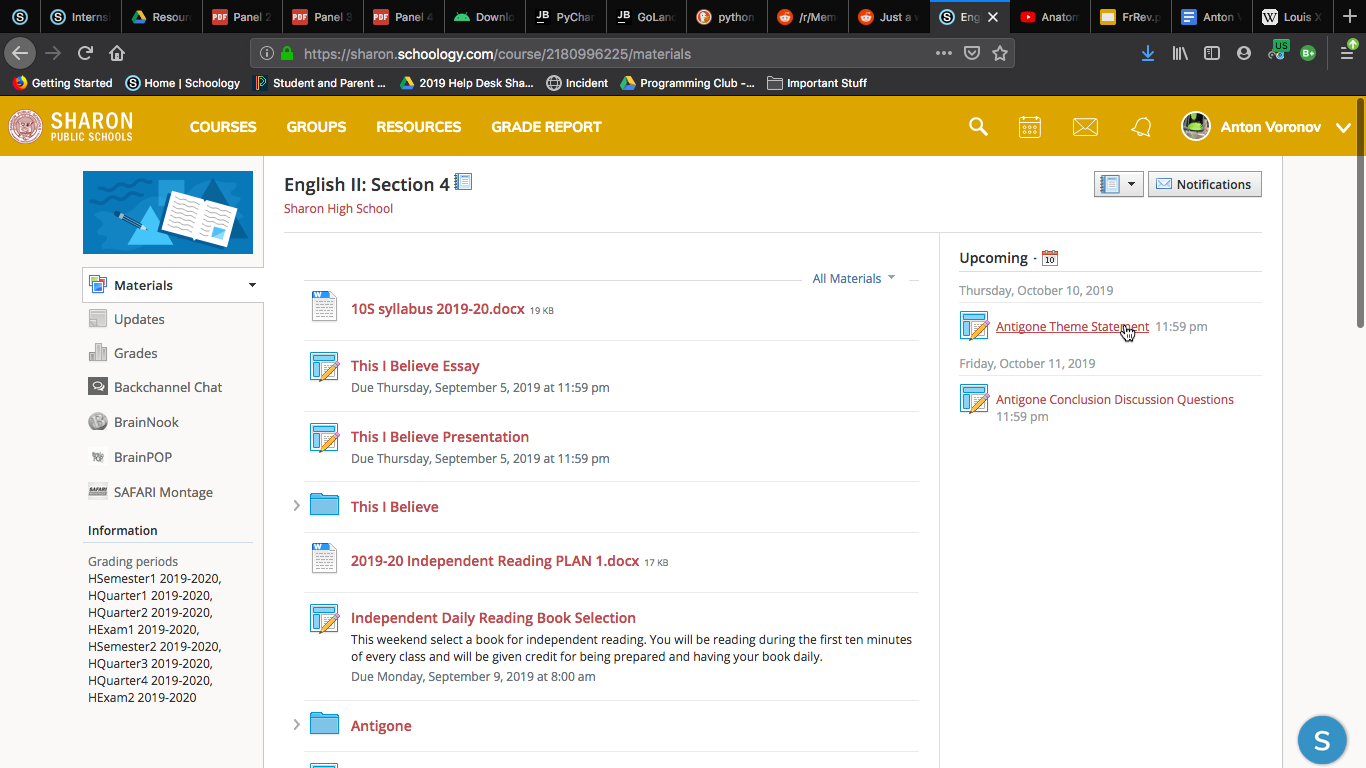 Interns
Resour
Panel 2
Panel 3
Panel 4
Downlo
PyChar
GoLan
python
/r/Mem
Just a
Eng
Anatom
FrRev.p
Anton
Louis X
https://sharon.schoology.com/course/2180996225/materials
US
B+
Getting Started
Home | Schoology
Student and Parent ...
2019 Help Desk Sha...
Incident
Programming Club -...
Important Stuff
SHARON
PUBLIC SCHOOLS
COURSES
GROUPS
RESOURCES
GRADE REPORT
Anton Voronov
English II: Section 4
Sharon High School
Notifications
Materials
Updates
Grades
Backchannel Chat
BrainNook
BrainPOP
SAFARI Montage
Information
Grading periods
HSemester1 2019-2020,
HQuarter1 2019-2020,
HQuarter2 2019-2020,
HExam1 2019-2020,
HSemester2 2019-2020,
HQuarter3 2019-2020,
HQuarter4 2019-2020,
HExam2 2019-2020
All Materials
10S syllabus 2019-20.docx 19 KB
This I Believe Essay
Due Thursday, September 5, 2019 at 11:59 pm
This I Believe Presentation
Due Thursday, September 5, 2019 at 11:59 pm
This I Believe
2019-20 Independent Reading PLAN 1.docx 17 KB
Independent Daily Reading Book Selection
This weekend select a book for independent reading. You will be reading during the first ten minutes
of every class and will be given credit for being prepared and having your book daily.
Due Monday, September 9, 2019 at 8:00 am
Antigone
Upcoming · 10
Thursday, October 10, 2019
Antigone Theme Statement 11:59 pm
Friday, October 11, 2019
Antigone Conclusion Discussion Questions
11:59 pm
S